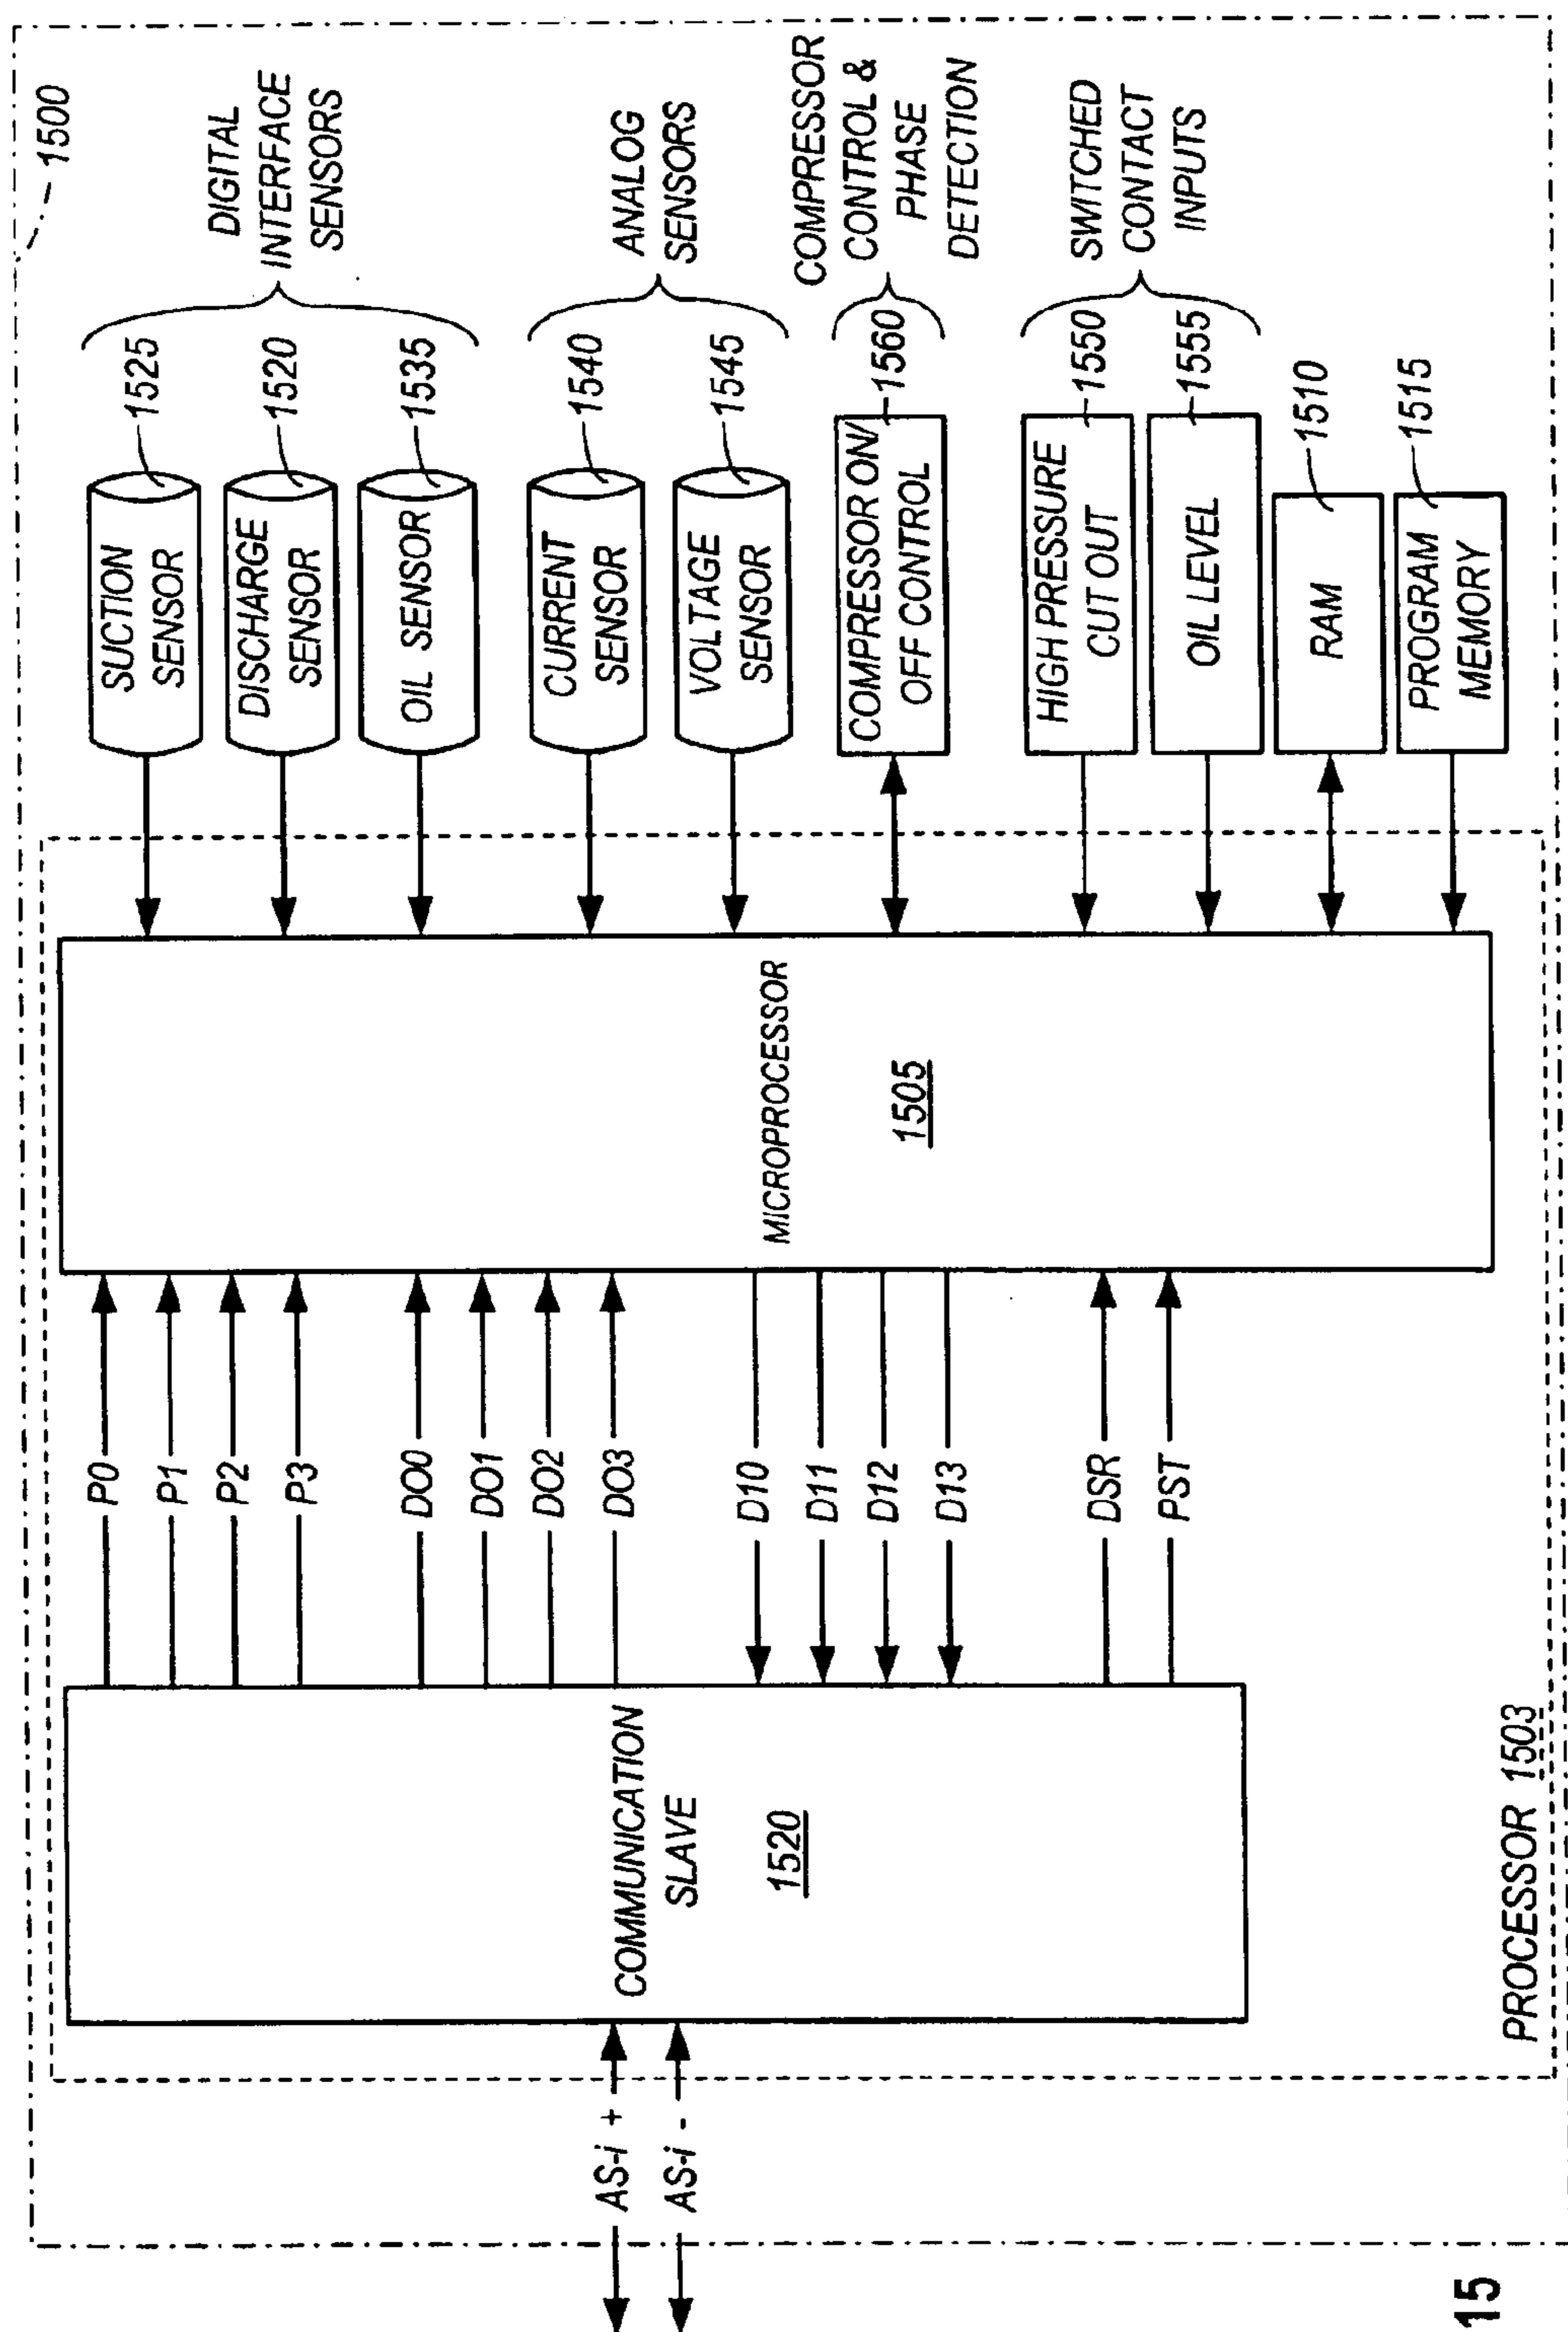 1500
DIGITAL
INTERFACE
SENSORS
ANALOG
SENSORS
COMPRESSOR
CONTROL &
PHASE
DETECTION
SWITCHED
CONTACT
INPUTS
1525
1520
1535
1540
1545
1560
1550
1555
1510
1515
SUCTION
SENSOR
DISCHARGE
SENSOR
OIL SENSOR
CURRENT
SENSOR
VOLTAGE
SENSOR
COMPRESSOR ON/
OFF CONTROL
HIGH PRESSURE
CUT OUT
OIL LEVEL
RAM
PROGRAM
MEMORY
MICROPROCESSOR
1505
P0
P1
P2
P3
DO0
DO1
DO2
DO3
D10
D11
D12
D13
DSR
PST
COMMUNICATION
SLAVE
1520
PROCESSOR 1503
AS-i +
AS-i -
15